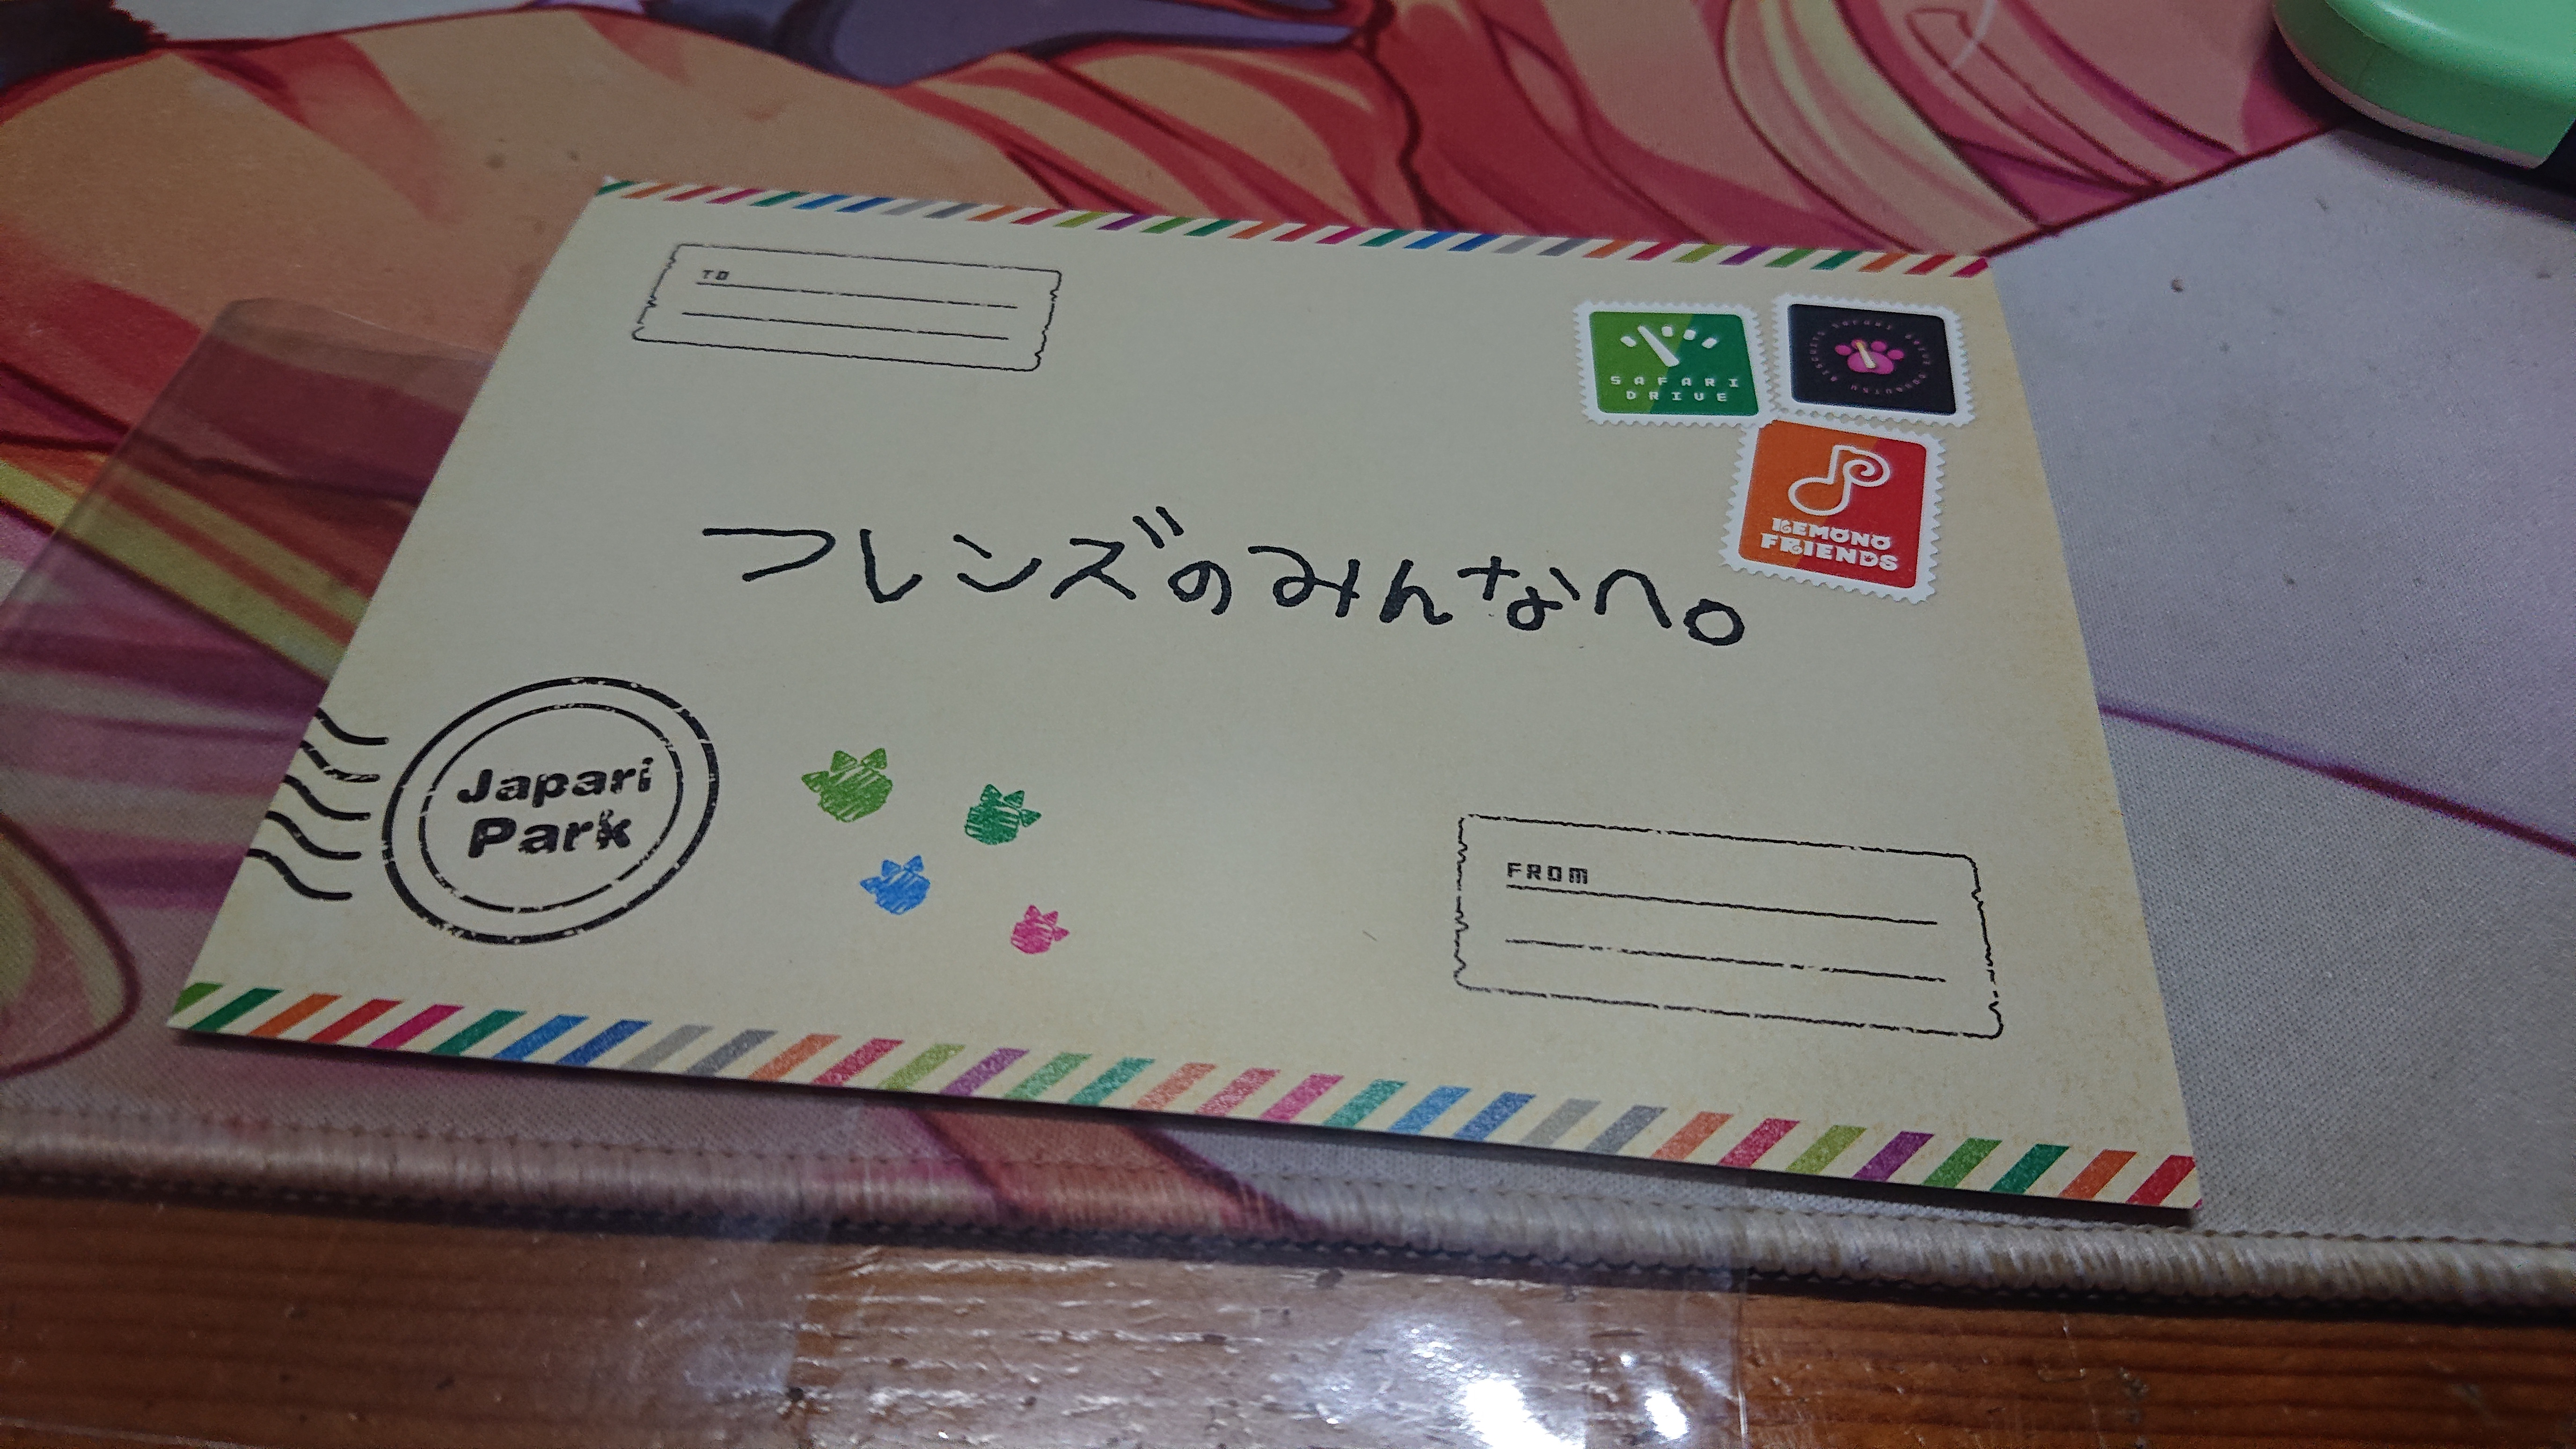 TO
SAFARI
DRIVE
KEMONO
FRIENDS
フレンズのみんなへ。
Japari
Park
FROM